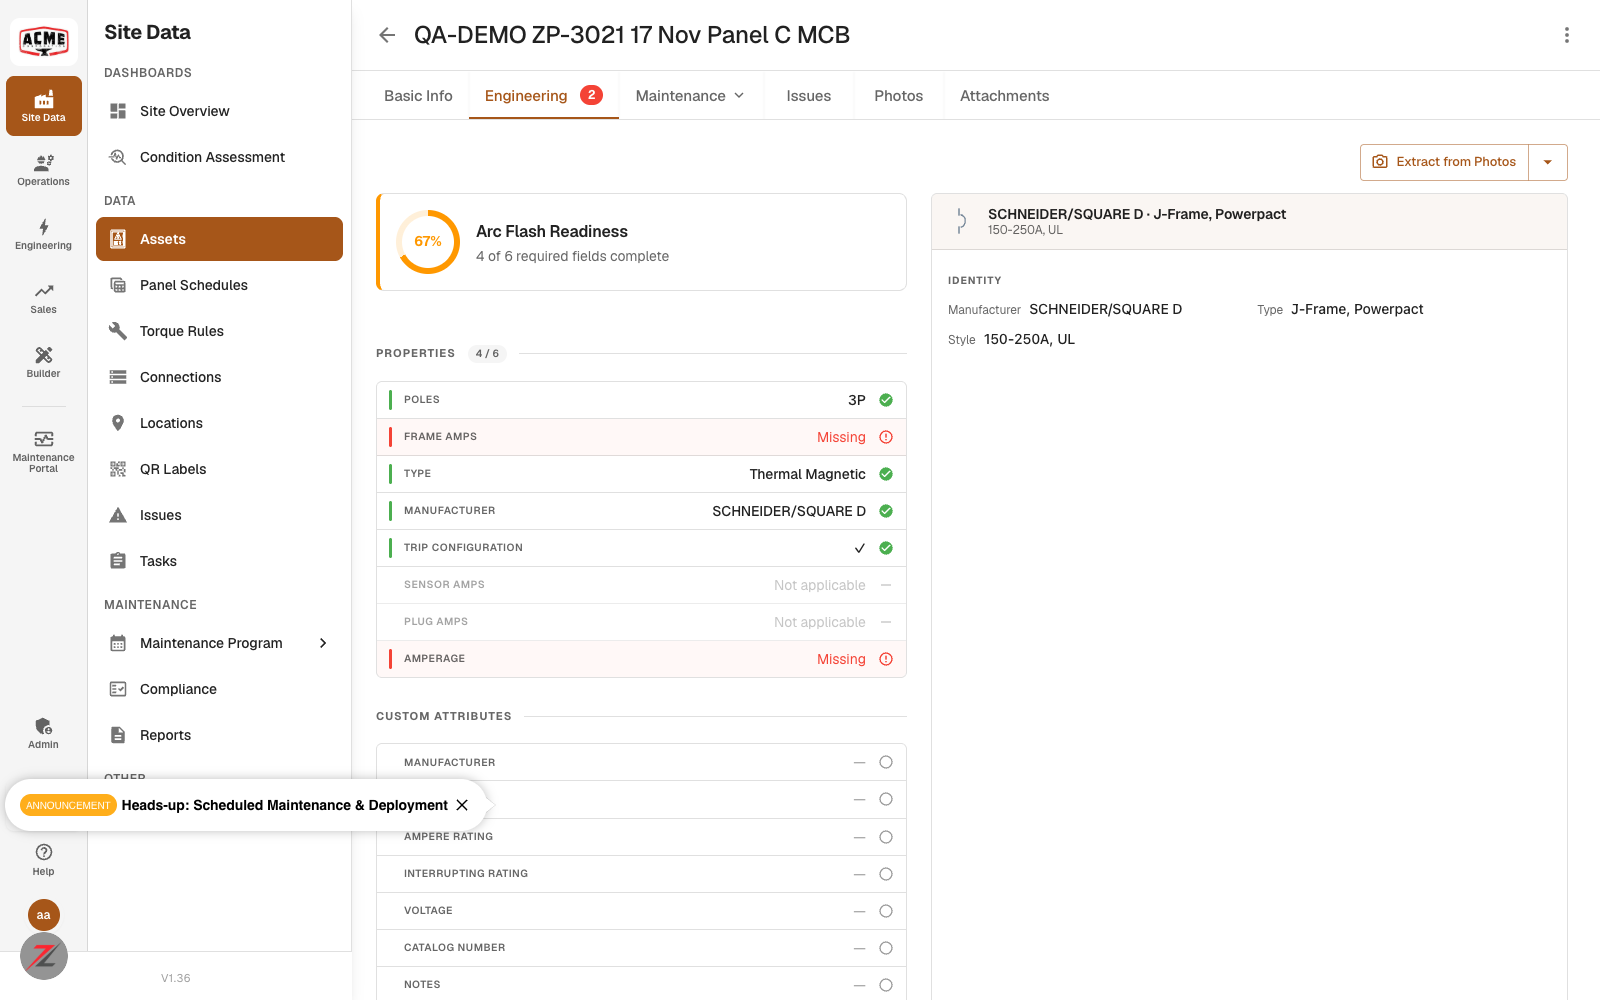 ACME
Site Data
Operations
Engineering
Sales
Builder
Maintenance
Portal
Admin
Help
aa
Site Data
DASHBOARDS
Site Overview
Condition Assessment
DATA
Assets
Panel Schedules
Torque Rules
Connections
Locations
QR Labels
Issues
Tasks
MAINTENANCE
Maintenance Program
Compliance
Reports
OTHER
ANNOUNCEMENT Heads-up: Scheduled Maintenance & Deployment
V1.36
QA-DEMO ZP-3021 17 Nov Panel C MCB
Basic Info
Engineering 2
Maintenance
Issues
Photos
Attachments
Extract from Photos
67%
Arc Flash Readiness
4 of 6 required fields complete
PROPERTIES 4 / 6
POLES 3P
FRAME AMPS Missing
TYPE Thermal Magnetic
MANUFACTURER SCHNEIDER/SQUARE D
TRIP CONFIGURATION ✓
SENSOR AMPS Not applicable —
PLUG AMPS Not applicable —
AMPERAGE Missing
CUSTOM ATTRIBUTES
MANUFACTURER —
—
AMPERE RATING —
INTERRUPTING RATING —
VOLTAGE —
CATALOG NUMBER —
NOTES —
SCHNEIDER/SQUARE D · J-Frame, Powerpact
150-250A, UL
IDENTITY
Manufacturer SCHNEIDER/SQUARE D
Type J-Frame, Powerpact
Style 150-250A, UL